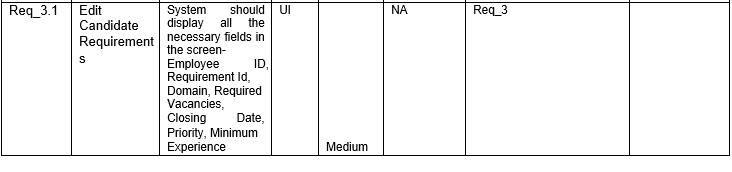 Req_3.1
Edit
Candidate
Requirement
s
System should
display all the
necessary fields in
the screen-
Employee ID,
Requirement Id,
Domain, Required
Vacancies,
Closing Date,
Priority, Minimum
Experience
UI
Medium
NA
Req_3